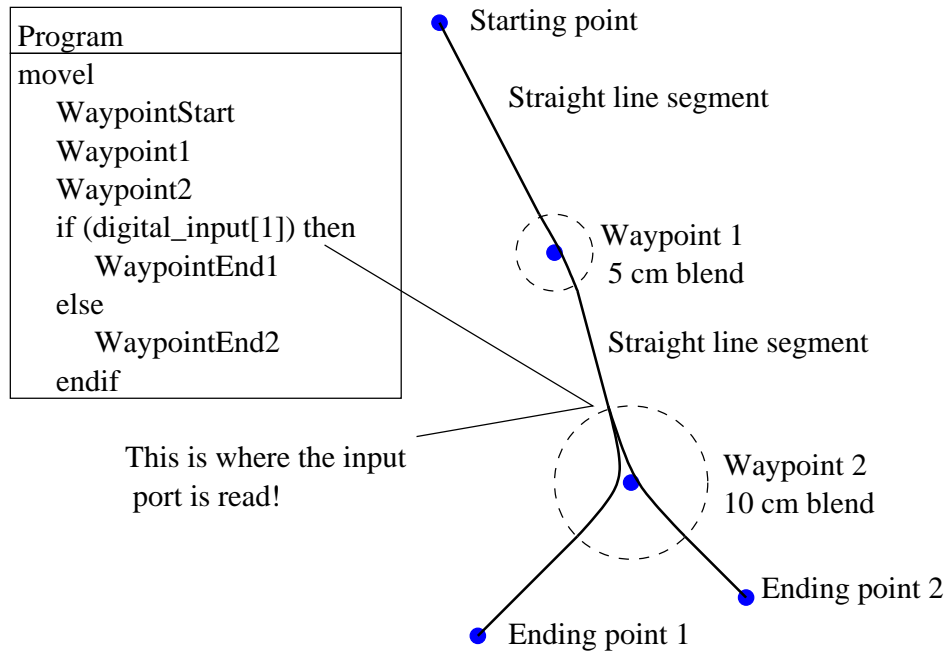 Program
movel
WaypointStart
Waypoint1
Waypoint2
if (digital_input[1]) then
WaypointEnd1
else
WaypointEnd2
endif
This is where the input
port is read!
Starting point
Straight line segment
Waypoint 1
5 cm blend
Straight line segment
Waypoint 2
10 cm blend
Ending point 2
Ending point 1